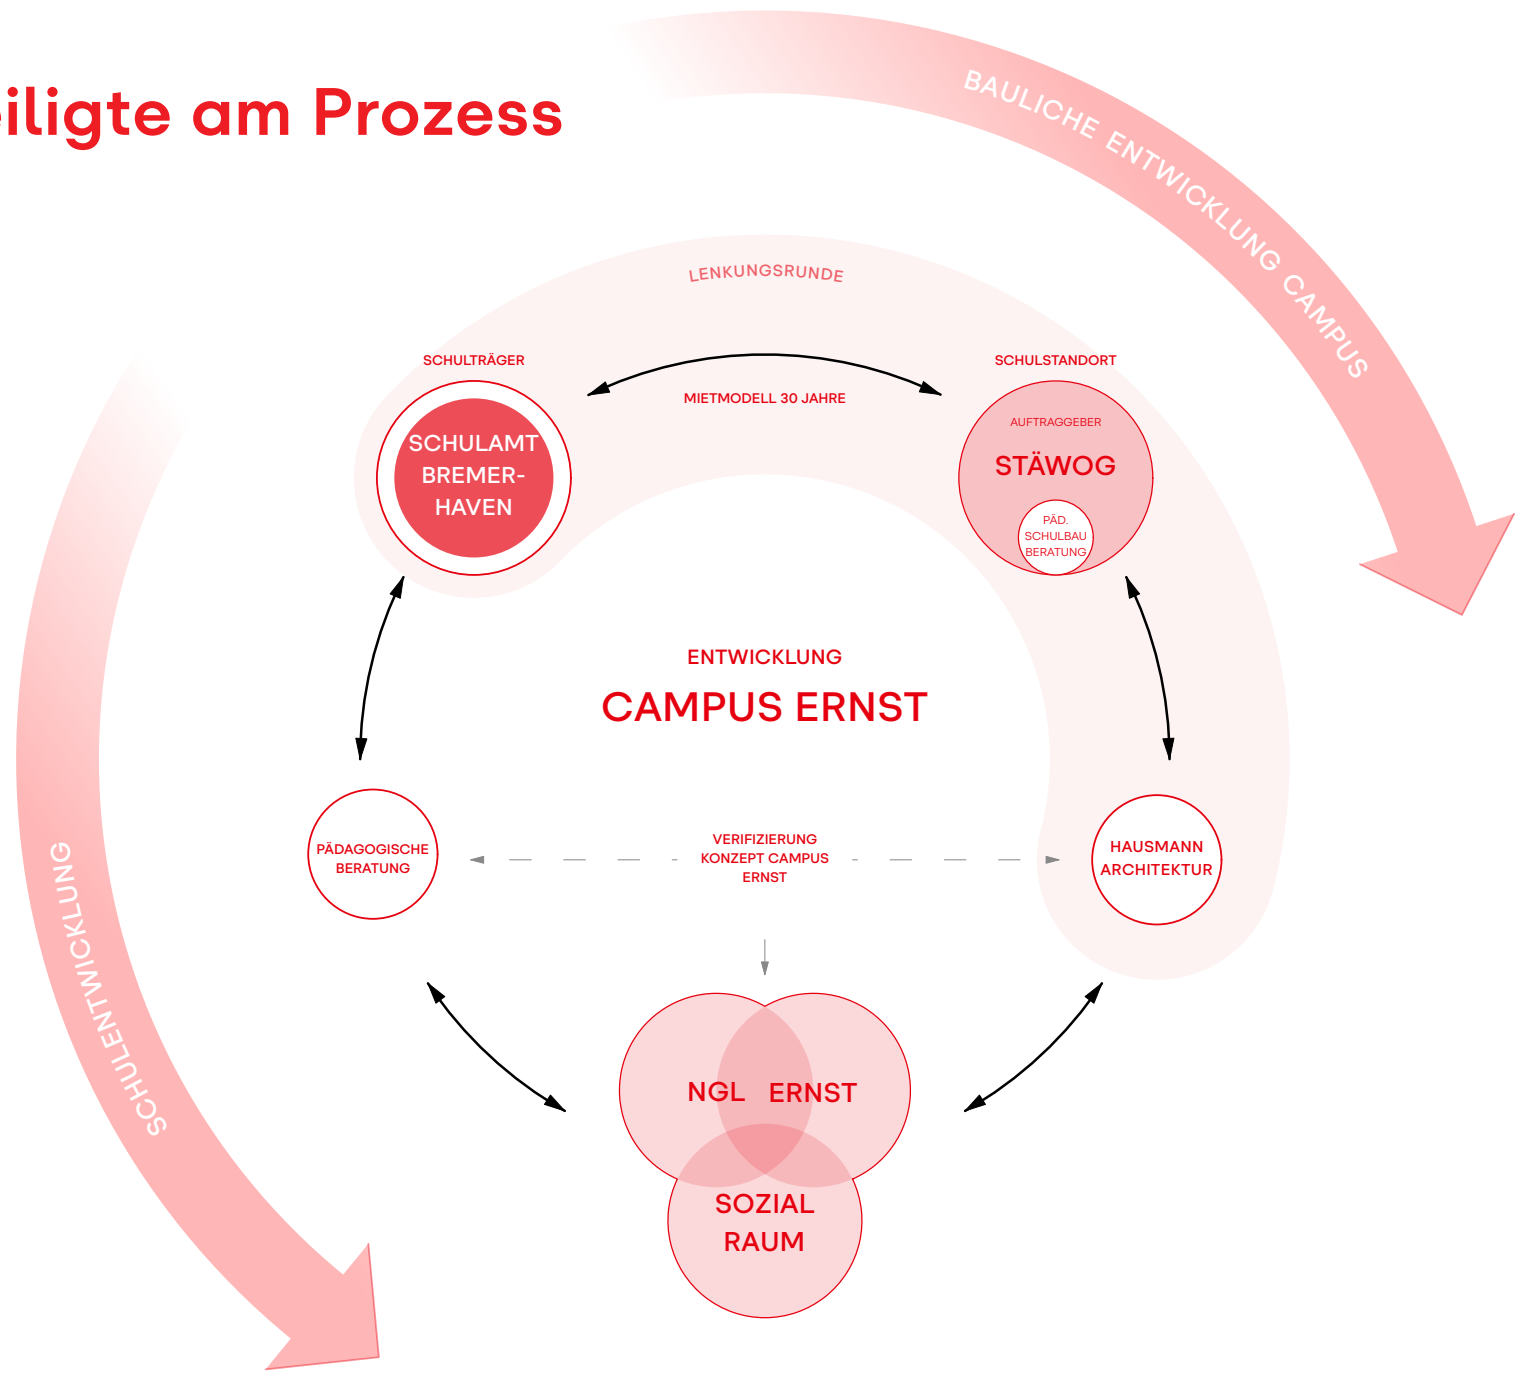 eiligte am Prozess
BAULICHE ENTWICKLUNG CAMPUS
LENKUNGSRUNDE
SCHULTRÄGER
SCHULSTANDORT
MIETMODELL 30 JAHRE
SCHULAMT
BREMER-
HAVEN
AUFTRAGGEBER
STÄWOG
PÄD.
SCHULBAU
BERATUNG
ENTWICKLUNG
CAMPUS ERNST
PÄDAGOGISCHE
BERATUNG
VERIFIZIERUNG
KONZEPT CAMPUS
ERNST
HAUSMANN
ARCHITEKTUR
SCHULENTWICKLUNG
NGL
ERNST
SOZIAL
RAUM